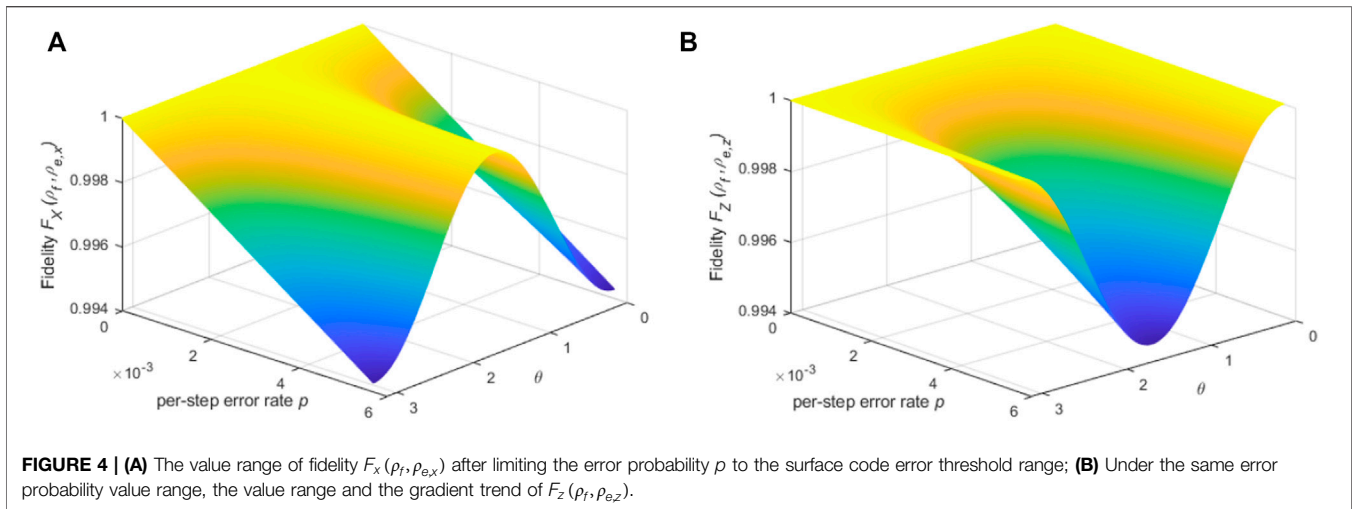 A
B
1
0.998
0.996
0.994
Fidelity F_X (ρ_f, ρ_e,x)
0
2
4
6
×10⁻³
per-step error rate p
3
2
1
0
θ
1
0.998
0.996
0.994
Fidelity F_Z (ρ_f, ρ_e,z)
0
2
4
6
×10⁻³
per-step error rate p
3
2
1
0
θ
FIGURE 4 | (A) The value range of fidelity F_x (ρ_f, ρ_e,x) after limiting the error probability p to the surface code error threshold range; (B) Under the same error
probability value range, the value range and the gradient trend of F_z (ρ_f, ρ_e,z).